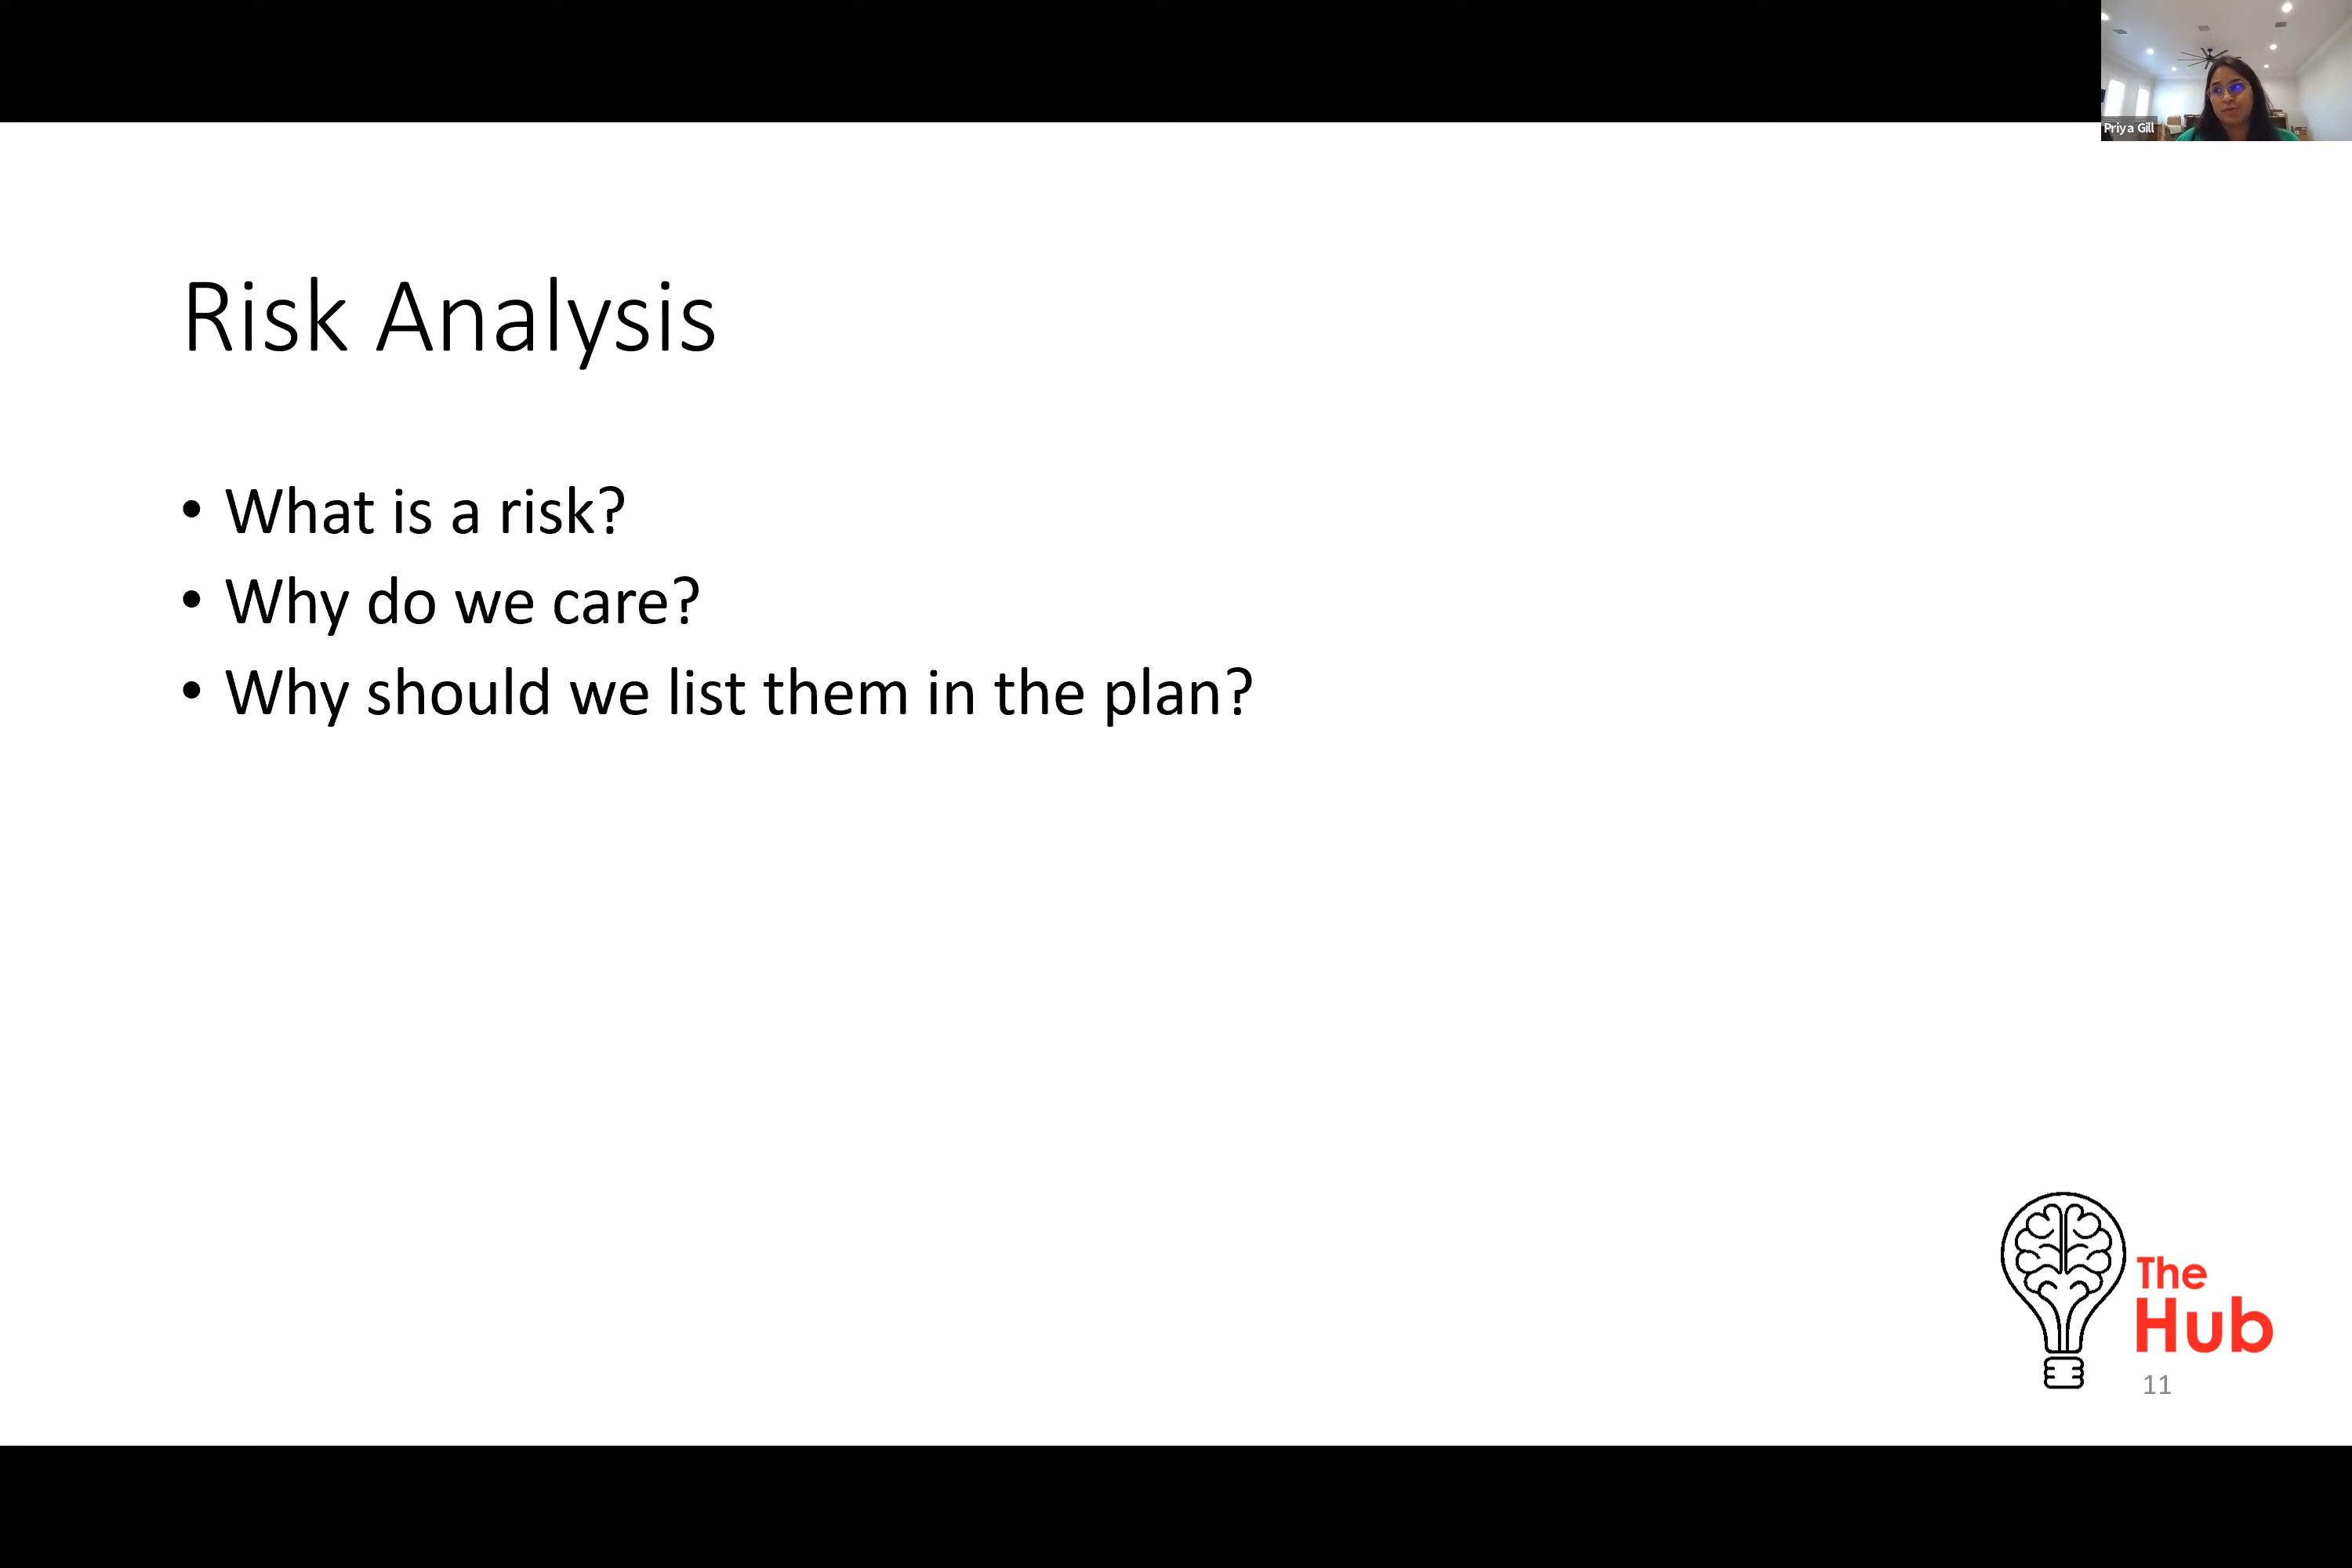 Priya Gill
Risk Analysis
• What is a risk?
• Why do we care?
• Why should we list them in the plan?
The
Hub
11